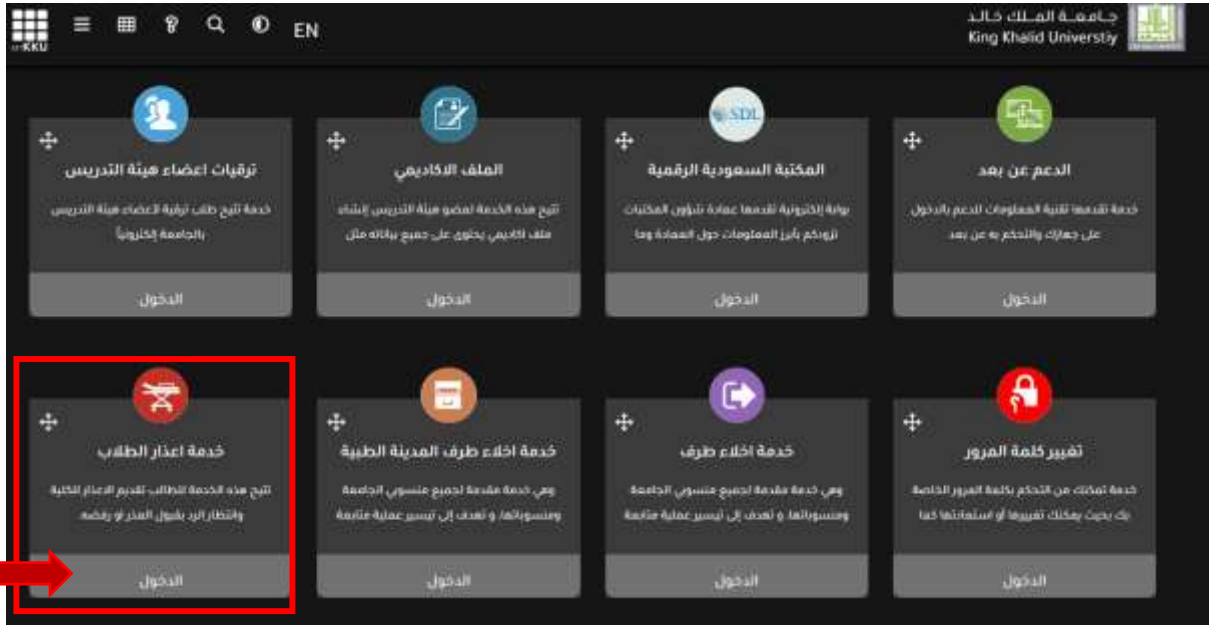 جامعة الملك خالد
King Khalid Universtiy
EN
KKU
الدعم عن بعد
خدمة تقدمها تقنية المعلومات للدعم بالدخول
على جهازك والتحكم به عن بعد
الدخول
SDL
المكتبة السعودية الرقمية
بوابة إلكترونية تقدمها عمادة شؤون المكتبات
تزودكم بأبرز المعلومات حول العمادة وما
الدخول
الملف الاكاديمي
تتيح هذه الخدمة لعضو هيئة التدريس إنشاء
ملف اكاديمي يحتوي على جميع بياناته مثل
الدخول
ترقيات اعضاء هيئة التدريس
خدمة تتيح طلب ترقية لأعضاء هيئة التدريس
بالجامعة إلكترونياً
الدخول
تغيير كلمة المرور
خدمة تمكنك من التحكم بكلمة المرور الخاصة
بك بحيث يمكنك تغييرها أو استعادتها كما
الدخول
خدمة اخلاء طرف
وهي خدمة مقدمة لجميع منسوبي الجامعة
ومنسوباتها، و تهدف إلى تيسير عملية متابعة
الدخول
خدمة اخلاء طرف المدينة الطبية
وهي خدمة مقدمة لجميع منسوبي الجامعة
ومنسوباتها، و تهدف إلى تيسير عملية متابعة
الدخول
خدمة اعذار الطلاب
تتيح هذه الخدمة للطالب تقديم الاعذار للكلية
وانتظار الرد بقبول العذر او رفضه.
الدخول